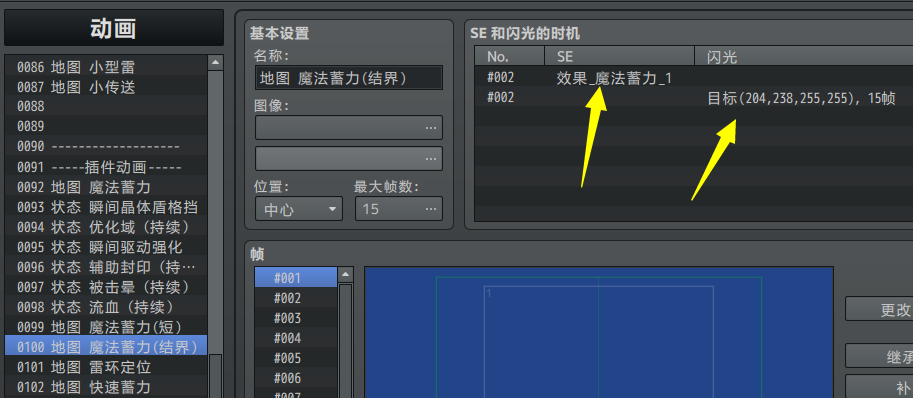 动画
0086 地图 小型雷
0087 地图 小传送
0088
0089
0090 -------------------
0091 -----插件动画-----
0092 地图 魔法蓄力
0093 状态 瞬间晶体盾格挡
0094 状态 优化域（持续）
0095 状态 瞬间驱动强化
0096 状态 辅助封印（持…
0097 状态 被击晕（持续）
0098 状态 流血（持续）
0099 地图 魔法蓄力(短）
0100 地图 魔法蓄力(结界）
0101 地图 雷环定位
0102 地图 快速蓄力
基本设置
名称:
地图 魔法蓄力(结界）
图像:
...
...
位置:
最大帧数:
中心
15 ...
SE 和闪光的时机
No. SE 闪光
#002 效果_魔法蓄力_1
#002 目标(204,238,255,255), 15帧
帧
#001
#002
#003
#004
#005
#006
#007
1
更改
继承
补